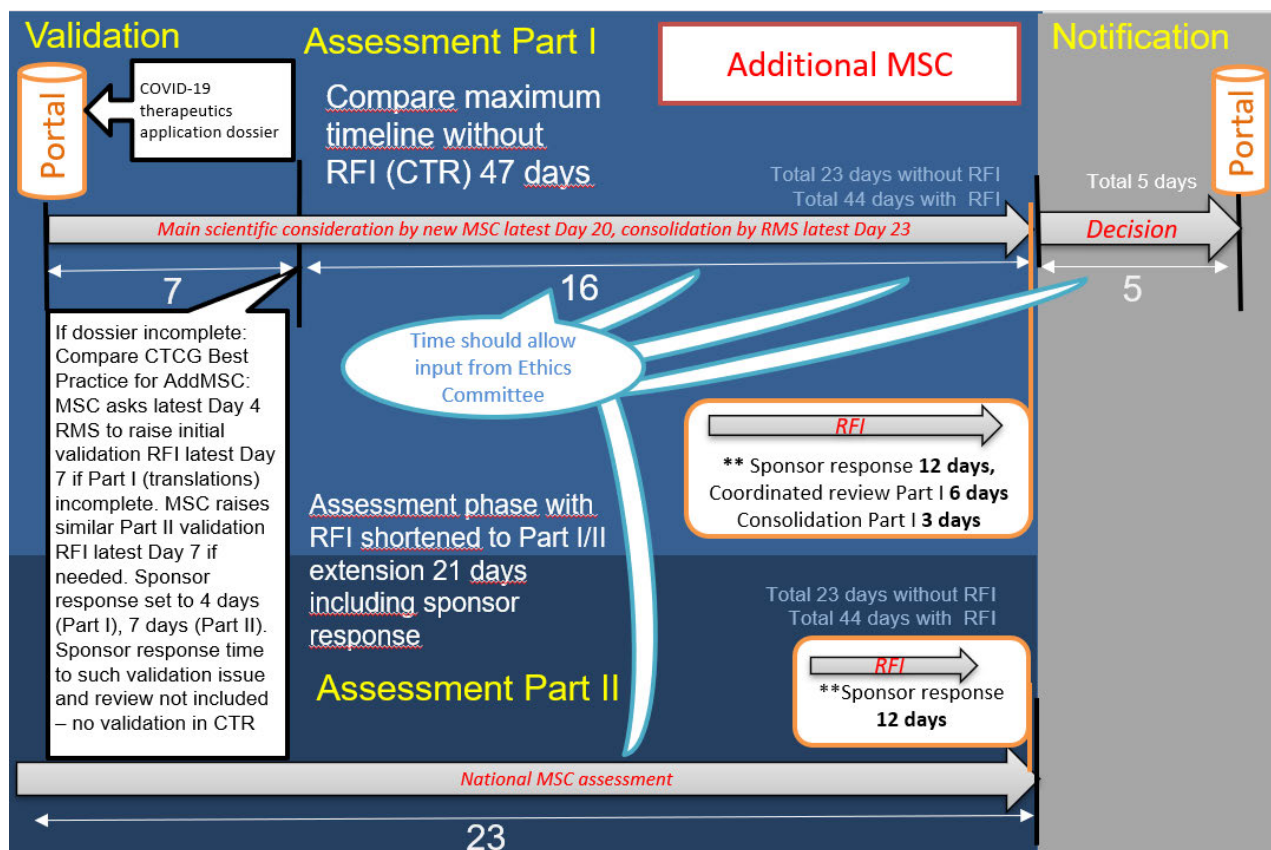 Validation
Portal
COVID-19
therapeutics
application dossier
Assessment Part I
Compare maximum
timeline without
RFI (CTR) 47 days
Additional MSC
Total 23 days without RFI
Total 44 days with  RFI
Notification
Portal
Total 5 days
Main scientific consideration by new MSC latest Day 20, consolidation by RMS latest Day 23
Decision
7
16
5
If dossier incomplete:
Compare CTCG Best
Practice for AddMSC:
MSC asks latest Day 4
RMS to raise initial
validation RFI latest Day
7 if Part I (translations)
incomplete. MSC raises
similar Part II validation
RFI latest Day 7 if
needed. Sponsor
response set to 4 days
(Part I), 7 days (Part II).
Sponsor response time
to such validation issue
and review not included
– no validation in CTR
Time should allow
input from Ethics
Committee
RFI
** Sponsor response 12 days,
Coordinated review Part I 6 days
Consolidation Part I 3 days
Assessment phase with
RFI shortened to Part I/II
extension 21 days
including sponsor
response
Total 23 days without RFI
Total 44 days with  RFI
RFI
**Sponsor response
12 days
Assessment Part II
National MSC assessment
23